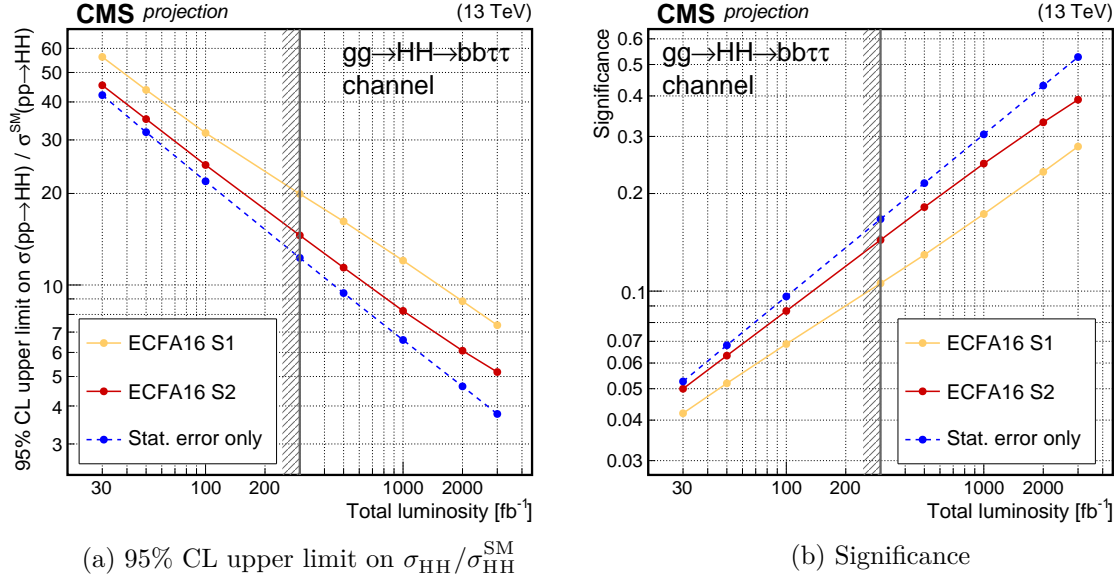 CMS projection (13 TeV)
95% CL upper limit on σ(pp→HH) / σ^SM(pp→HH)
60
50
40
30
20
10
7
6
5
4
3
gg→HH→bbττ
channel
ECFA16 S1
ECFA16 S2
Stat. error only
30 100 200 1000 2000
Total luminosity [fb⁻¹]
(a) 95% CL upper limit on σ_HH/σ_HH^SM
CMS projection (13 TeV)
Significance
0.6
0.5
0.4
0.3
0.2
0.1
0.07
0.06
0.05
0.04
0.03
gg→HH→bbττ
channel
ECFA16 S1
ECFA16 S2
Stat. error only
30 100 200 1000 2000
Total luminosity [fb⁻¹]
(b) Significance